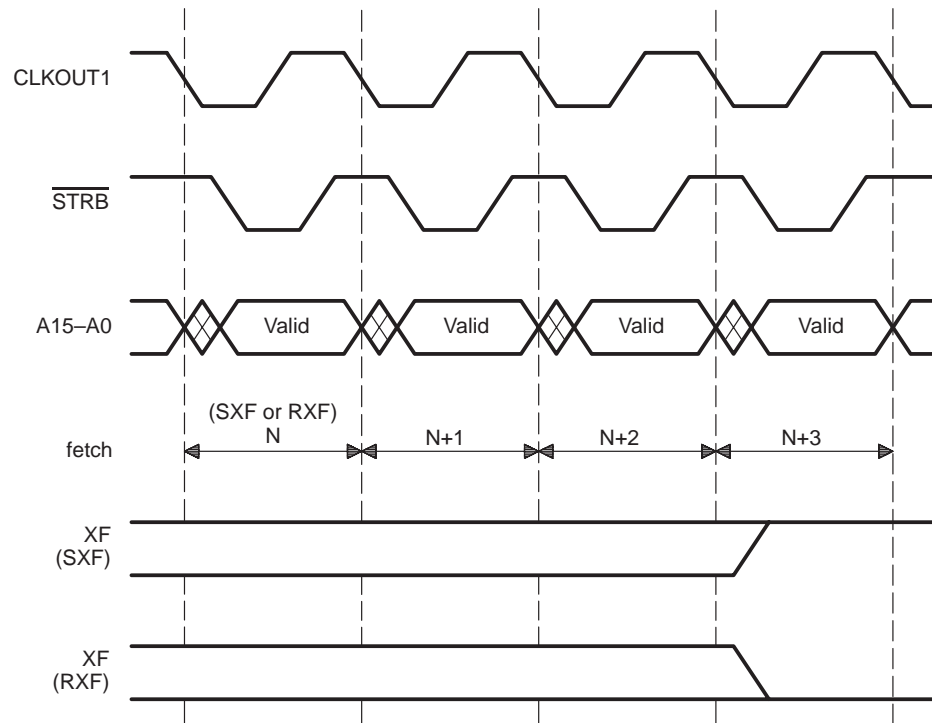 CLKOUT1
STRB
A15–A0
Valid
Valid
Valid
Valid
fetch
(SXF or RXF)
N
N+1
N+2
N+3
XF
(SXF)
XF
(RXF)